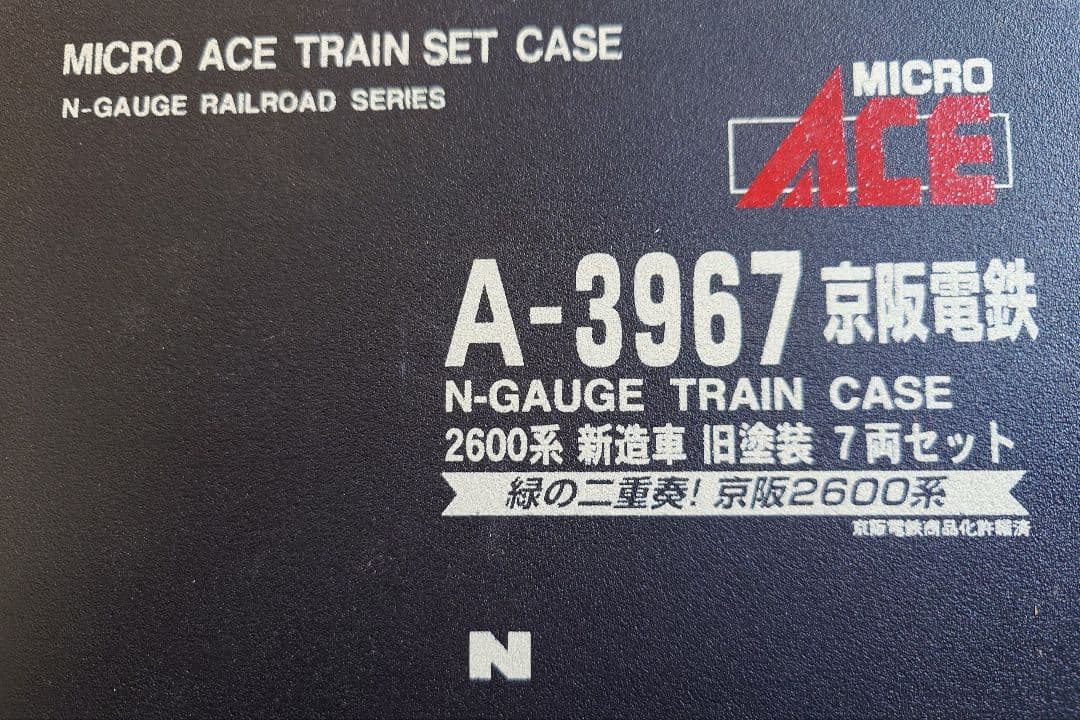 MICRO ACE TRAIN SET CASE
N-GAUGE RAILROAD SERIES
MICRO
ACE
A-3967 京阪電鉄
N-GAUGE TRAIN CASE
2600系 新造車 旧塗装 7両セット
緑の二重奏! 京阪2600系
京阪電鉄商品化許諾済
N